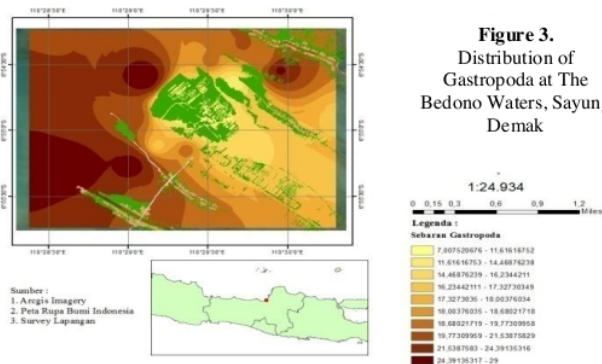 Figure 3.
Distribution of
Gastropoda at The
Bedono Waters, Sayun
Demak
1:24.934
0 0,15 0,3 0,6 0,9 1,2
Miles
Legenda :
Sebaran Gastropoda
7,007520676 - 11,61616752
11,61616753 - 14,46876238
14,46876239 - 16,2344211
16,23442111 - 17,32730349
17,3273035 - 18,00376034
18,00376035 - 18,68021718
18,68021719 - 19,77309958
19,77309959 - 21,53875829
21,5387583 - 24,39135316
24,39135317 - 29
Sumber :
1. Arcgis Imagery
2. Peta Rupa Bumi Indonesia
3. Survey Lapangan